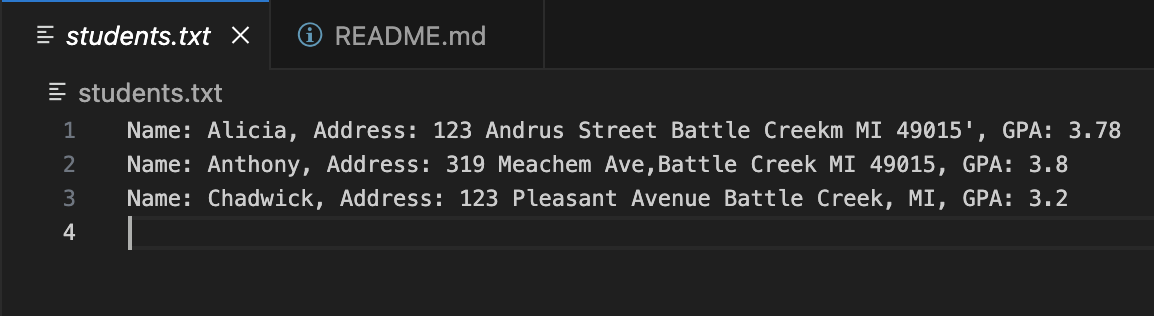 students.txt README.md
students.txt
1 Name: Alicia, Address: 123 Andrus Street Battle Creekm MI 49015', GPA: 3.78
2 Name: Anthony, Address: 319 Meachem Ave,Battle Creek MI 49015, GPA: 3.8
3 Name: Chadwick, Address: 123 Pleasant Avenue Battle Creek, MI, GPA: 3.2
4